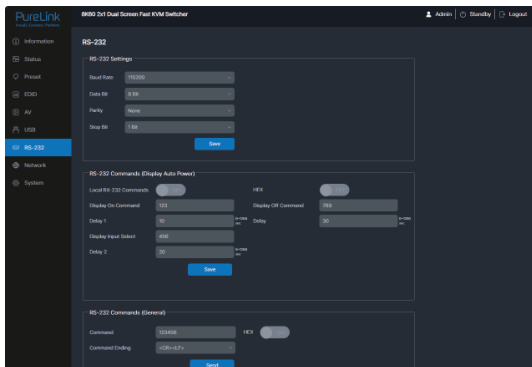 PureLink
8K60 2x1 Dual Screen Fast KVM Switcher
Admin
Standby
Logout
Information
Status
Preset
EDID
AV
USB
RS-232
Network
System
RS-232
RS-232 Settings
Baud Rate 115200
Data Bit 8 Bit
Parity None
Stop Bit 1 Bit
Save
RS-232 Commands (Display Auto Power)
Local RS-232 Commands HEX
Display On Command 123 Display Off Command 789
Delay 1 10 Delay 30
Display Input Select 456
Delay 2 20
Save
RS-232 Commands (General)
Command 123456 HEX
Command Ending <CR><LF>
Send